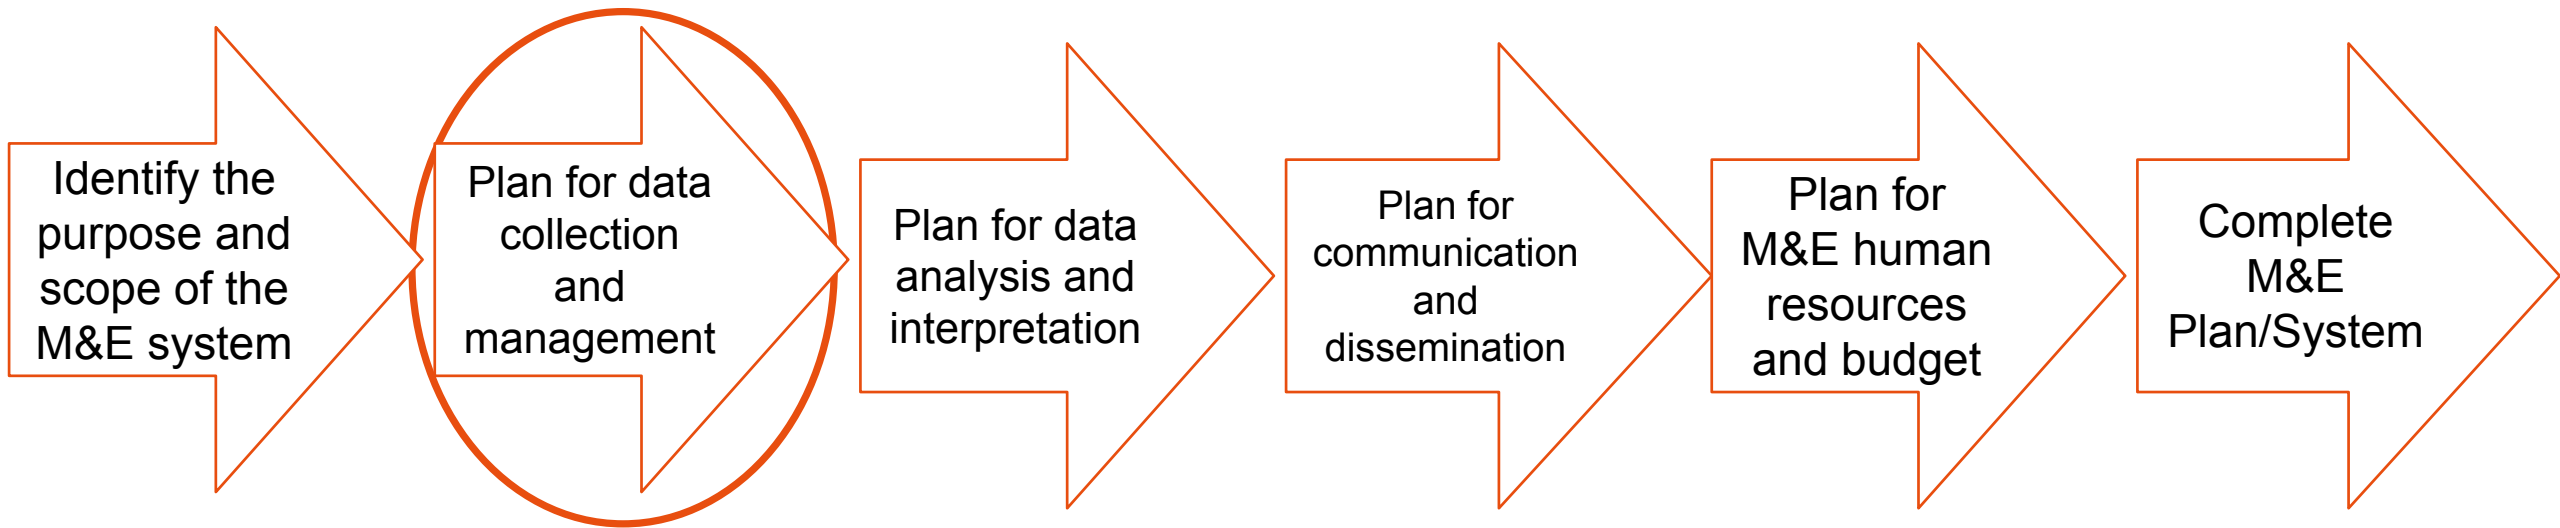 Identify the
purpose and
scope of the
M&E system
Plan for data
collection
and
management
Plan for data
analysis and
interpretation
Plan for
communication
and
dissemination
Plan for
M&E human
resources
and budget
Complete
M&E
Plan/System